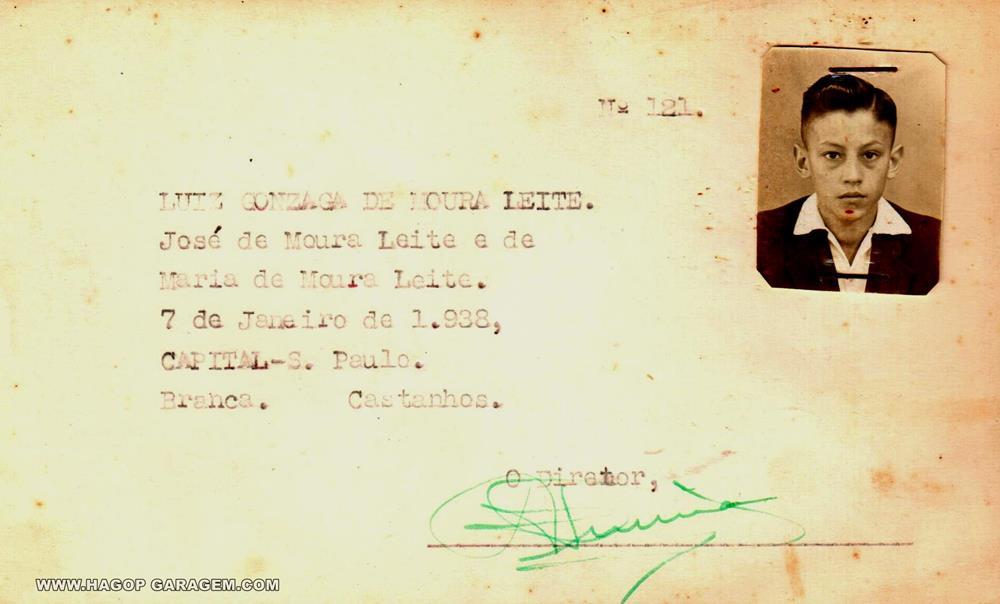 Nº 121.
LUIZ GONZAGA DE MOURA LEITE.
José de Moura Leite e de
Maria de Moura Leite.
7 de Janeiro de 1.938,
CAPITAL-S. Paulo.
Branca. Castanhos.
O Diretor,
WWW.HAGOP GARAGEM.COM